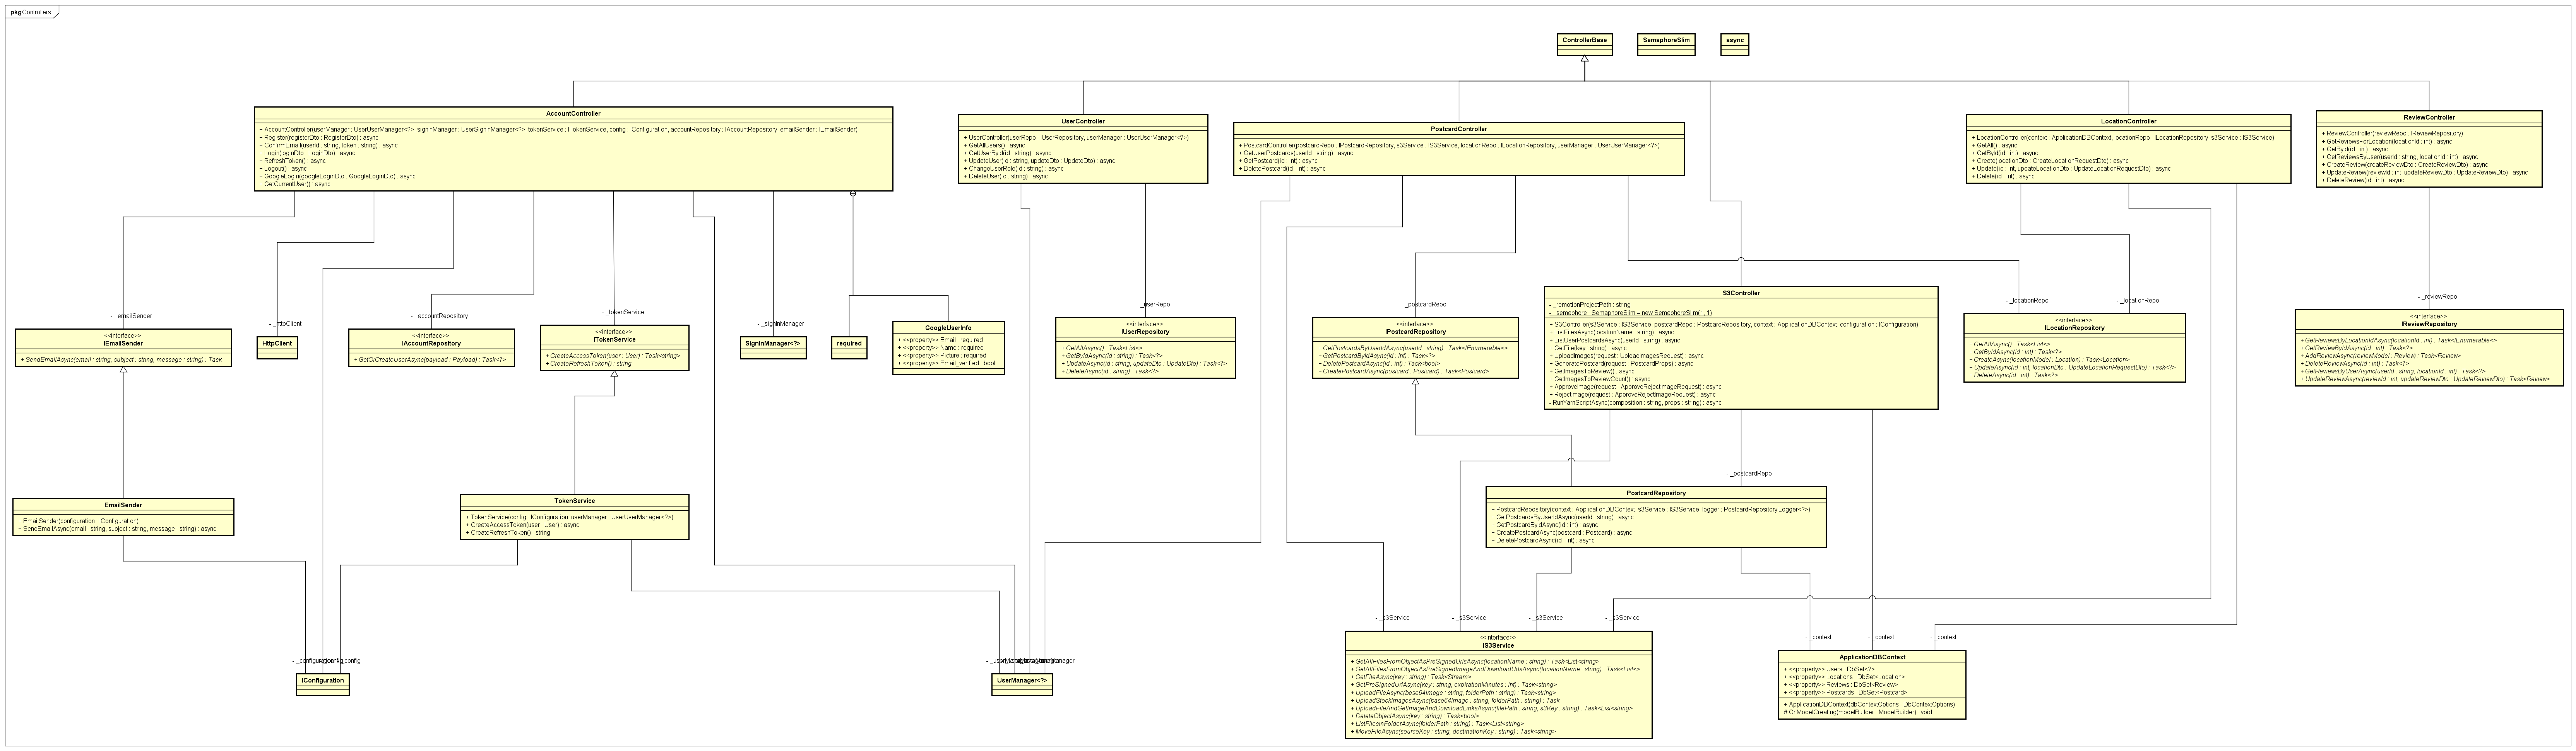 pkg Controllers
ControllerBase
SemaphoreSlim
async
AccountController
+ AccountController(userManager : UserUserManager<?>, signInManager : UserSignInManager<?>, tokenService : ITokenService, config : IConfiguration, accountRepository : IAccountRepository, emailSender : IEmailSender)
+ Register(registerDto : RegisterDto) : async
+ ConfirmEmail(userId : string, token : string) : async
+ Login(loginDto : LoginDto) : async
+ RefreshToken() : async
+ Logout() : async
+ GoogleLogin(googleLoginDto : GoogleLoginDto) : async
+ GetCurrentUser() : async
UserController
+ UserController(userRepo : IUserRepository, userManager : UserUserManager<?>)
+ GetAllUsers() : async
+ GetUserById(id : string) : async
+ UpdateUser(id : string, updateDto : UpdateDto) : async
+ ChangeUserRole(id : string) : async
+ DeleteUser(id : string) : async
PostcardController
+ PostcardController(postcardRepo : IPostcardRepository, s3Service : IS3Service, locationRepo : ILocationRepository, userManager : UserUserManager<?>)
+ GetUserPostcards(userId : string) : async
+ GetPostcard(id : int) : async
+ DeletePostcard(id : int) : async
LocationController
+ LocationController(context : ApplicationDBContext, locationRepo : ILocationRepository, s3Service : IS3Service)
+ GetAll() : async
+ GetById(id : int) : async
+ Create(locationDto : CreateLocationRequestDto) : async
+ Update(id : int, updateLocationDto : UpdateLocationRequestDto) : async
+ Delete(id : int) : async
ReviewController
+ ReviewController(reviewRepo : IReviewRepository)
+ GetReviewsForLocation(locationId : int) : async
+ GetById(id : int) : async
+ GetReviewsByUser(userId : string, locationId : int) : async
+ CreateReview(createReviewDto : CreateReviewDto) : async
+ UpdateReview(reviewId : int, updateReviewDto : UpdateReviewDto) : async
+ DeleteReview(id : int) : async
- _emailSender
- _httpClient
- _accountRepository
- _tokenService
- _signInManager
- _userRepo
- _postcardRepo
- _locationRepo
- _locationRepo
- _reviewRepo
<<interface>>
IEmailSender
+ SendEmailAsync(email : string, subject : string, message : string) : Task
HttpClient
<<interface>>
IAccountRepository
+ GetOrCreateUserAsync(payload : Payload) : Task<?>
<<interface>>
ITokenService
+ CreateAccessToken(user : User) : Task<string>
+ CreateRefreshToken() : string
SignInManager<?>
required
GoogleUserInfo
+ <<property>> Email : required
+ <<property>> Name : required
+ <<property>> Picture : required
+ <<property>> Email_verified : bool
<<interface>>
IUserRepository
+ GetAllAsync() : Task<List<>
+ GetByIdAsync(id : string) : Task<?>
+ UpdateAsync(id : string, updateDto : UpdateDto) : Task<?>
+ DeleteAsync(id : string) : Task<?>
<<interface>>
IPostcardRepository
+ GetPostcardsByUserIdAsync(userId : string) : Task<IEnumerable<>
+ GetPostcardByIdAsync(id : int) : Task<?>
+ DeletePostcardAsync(id : int) : Task<bool>
+ CreatePostcardAsync(postcard : Postcard) : Task<Postcard>
S3Controller
- _remotionProjectPath : string
- _semaphore : SemaphoreSlim = new SemaphoreSlim(1, 1)
+ S3Controller(s3Service : IS3Service, postcardRepo : PostcardRepository, context : ApplicationDBContext, configuration : IConfiguration)
+ ListFilesAsync(locationName : string) : async
+ ListUserPostcardsAsync(userId : string) : async
+ GetFile(key : string) : async
+ UploadImages(request : UploadImagesRequest) : async
+ GeneratePostcard(request : PostcardProps) : async
+ GetImagesToReview() : async
+ GetImagesToReviewCount() : async
+ ApproveImage(request : ApproveRejectImageRequest) : async
+ RejectImage(request : ApproveRejectImageRequest) : async
- RunYarnScriptAsync(composition : string, props : string) : async
<<interface>>
ILocationRepository
+ GetAllAsync() : Task<List<>
+ GetByIdAsync(id : int) : Task<?>
+ CreateAsync(locationModel : Location) : Task<Location>
+ UpdateAsync(id : int, locationDto : UpdateLocationRequestDto) : Task<?>
+ DeleteAsync(id : int) : Task<?>
<<interface>>
IReviewRepository
+ GetReviewsByLocationIdAsync(locationId : int) : Task<IEnumerable<>
+ GetReviewByIdAsync(id : int) : Task<?>
+ AddReviewAsync(reviewModel : Review) : Task<Review>
+ DeleteReviewAsync(id : int) : Task<?>
+ GetReviewsByUserAsync(userId : string, locationId : int) : Task<?>
+ UpdateReviewAsync(reviewId : int, updateReviewDto : UpdateReviewDto) : Task<Review>
EmailSender
+ EmailSender(configuration : IConfiguration)
+ SendEmailAsync(email : string, subject : string, message : string) : async
TokenService
+ TokenService(config : IConfiguration, userManager : UserUserManager<?>)
+ CreateAccessToken(user : User) : async
+ CreateRefreshToken() : string
- _postcardRepo
PostcardRepository
+ PostcardRepository(context : ApplicationDBContext, s3Service : IS3Service, logger : PostcardRepositoryILogger<?>)
+ GetPostcardsByUserIdAsync(userId : string) : async
+ GetPostcardByIdAsync(id : int) : async
+ CreatePostcardAsync(postcard : Postcard) : async
+ DeletePostcardAsync(id : int) : async
- _s3Service
- _s3Service
- _s3Service
- _s3Service
- _context
- _context
- _context
- _configuration
_config
IConfiguration
UserManager<?>
<<interface>>
IS3Service
+ GetAllFilesFromObjectAsPreSignedUrlsAsync(locationName : string) : Task<List<string>
+ GetAllFilesFromObjectAsPreSignedImageAndDownloadUrlsAsync(locationName : string) : Task<List<>
+ GetFileAsync(key : string) : Task<Stream>
+ GetPreSignedUrlAsync(key : string, expirationMinutes : int) : Task<string>
+ UploadFileAsync(base64Image : string, folderPath : string) : Task<string>
+ UploadStockImagesAsync(base64Image : string, folderPath : string) : Task
+ UploadFileAndGetImageAndDownloadLinksAsync(filePath : string, s3Key : string) : Task<List<string>
+ DeleteObjectAsync(key : string) : Task<bool>
+ ListFilesInFolderAsync(folderPath : string) : Task<List<string>
+ MoveFileAsync(sourceKey : string, destinationKey : string) : Task<string>
ApplicationDBContext
+ <<property>> Users : DbSet<?>
+ <<property>> Locations : DbSet<Location>
+ <<property>> Reviews : DbSet<Review>
+ <<property>> Postcards : DbSet<Postcard>
+ ApplicationDBContext(dbContextOptions : DbContextOptions)
# OnModelCreating(modelBuilder : ModelBuilder) : void